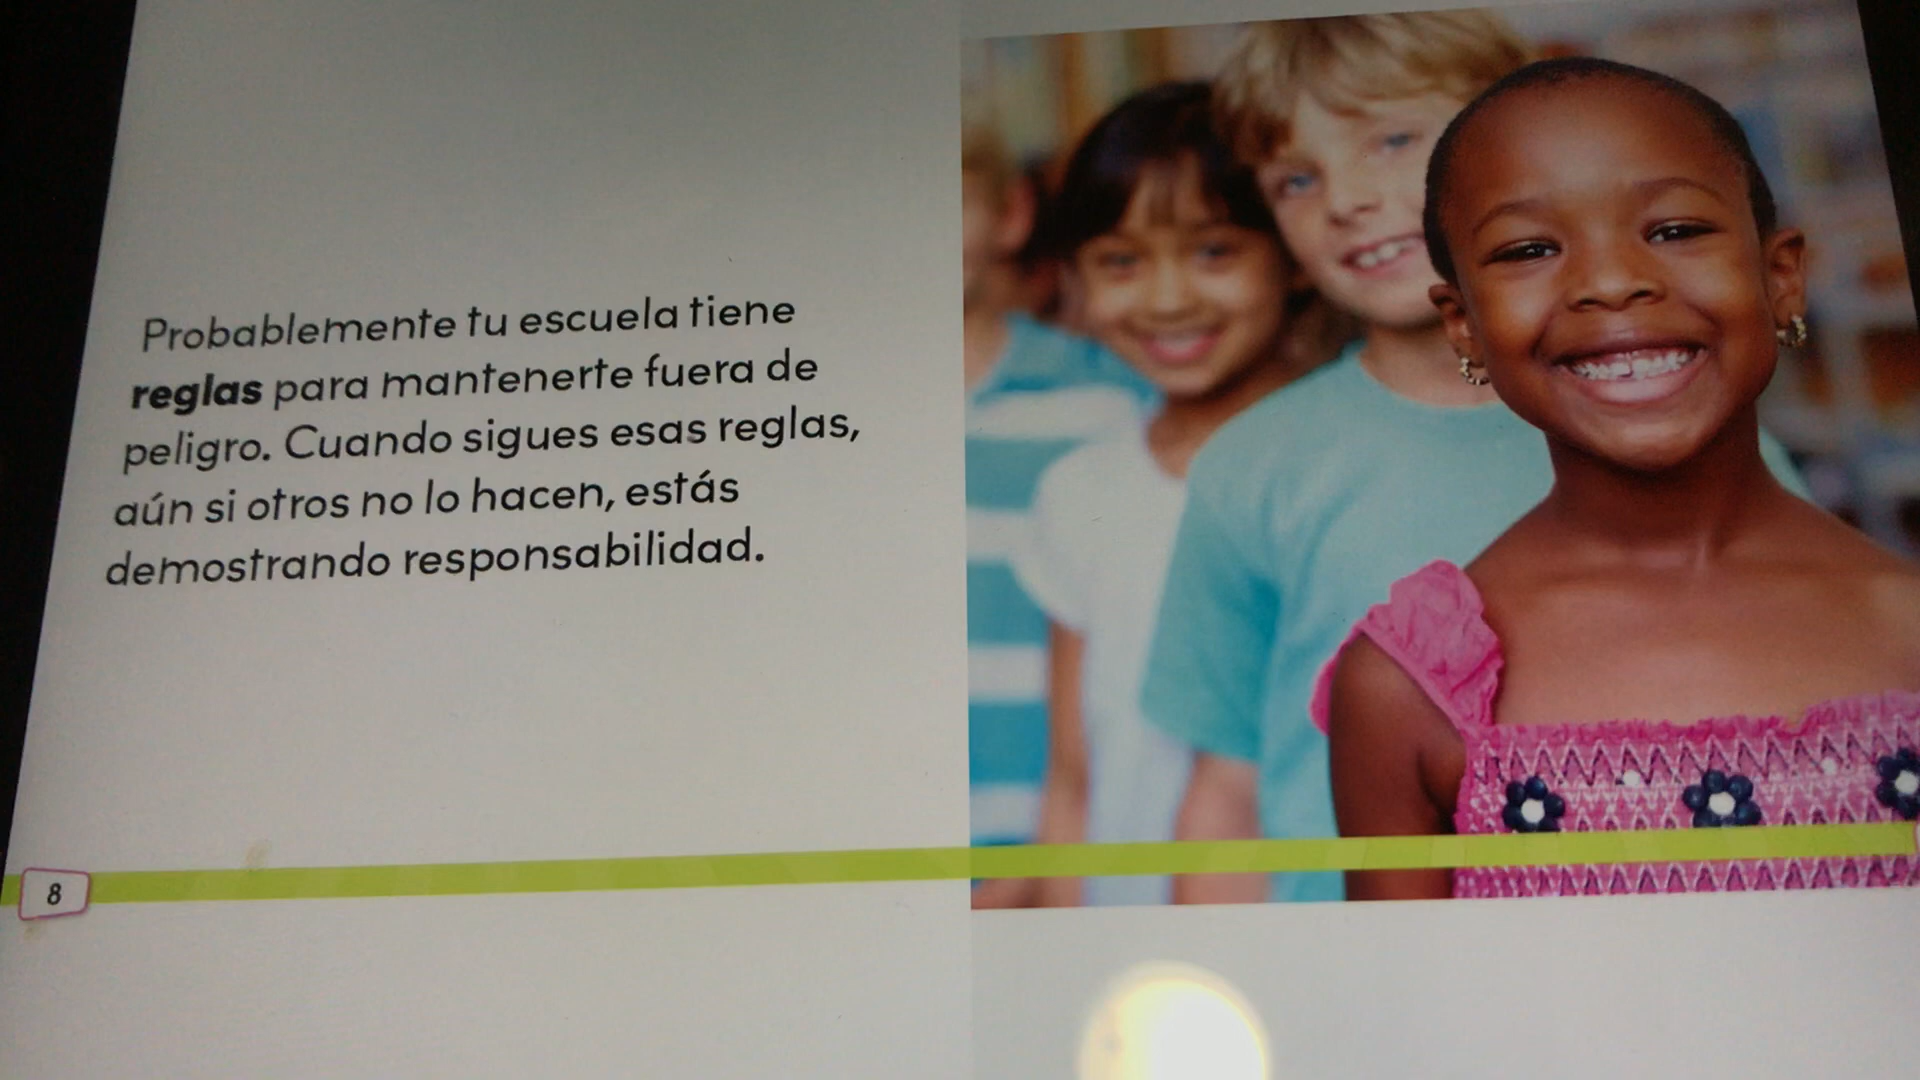 Probablemente tu escuela tiene
reglas para mantenerte fuera de
peligro. Cuando sigues esas reglas,
aún si otros no lo hacen, estás
demostrando responsabilidad.
8